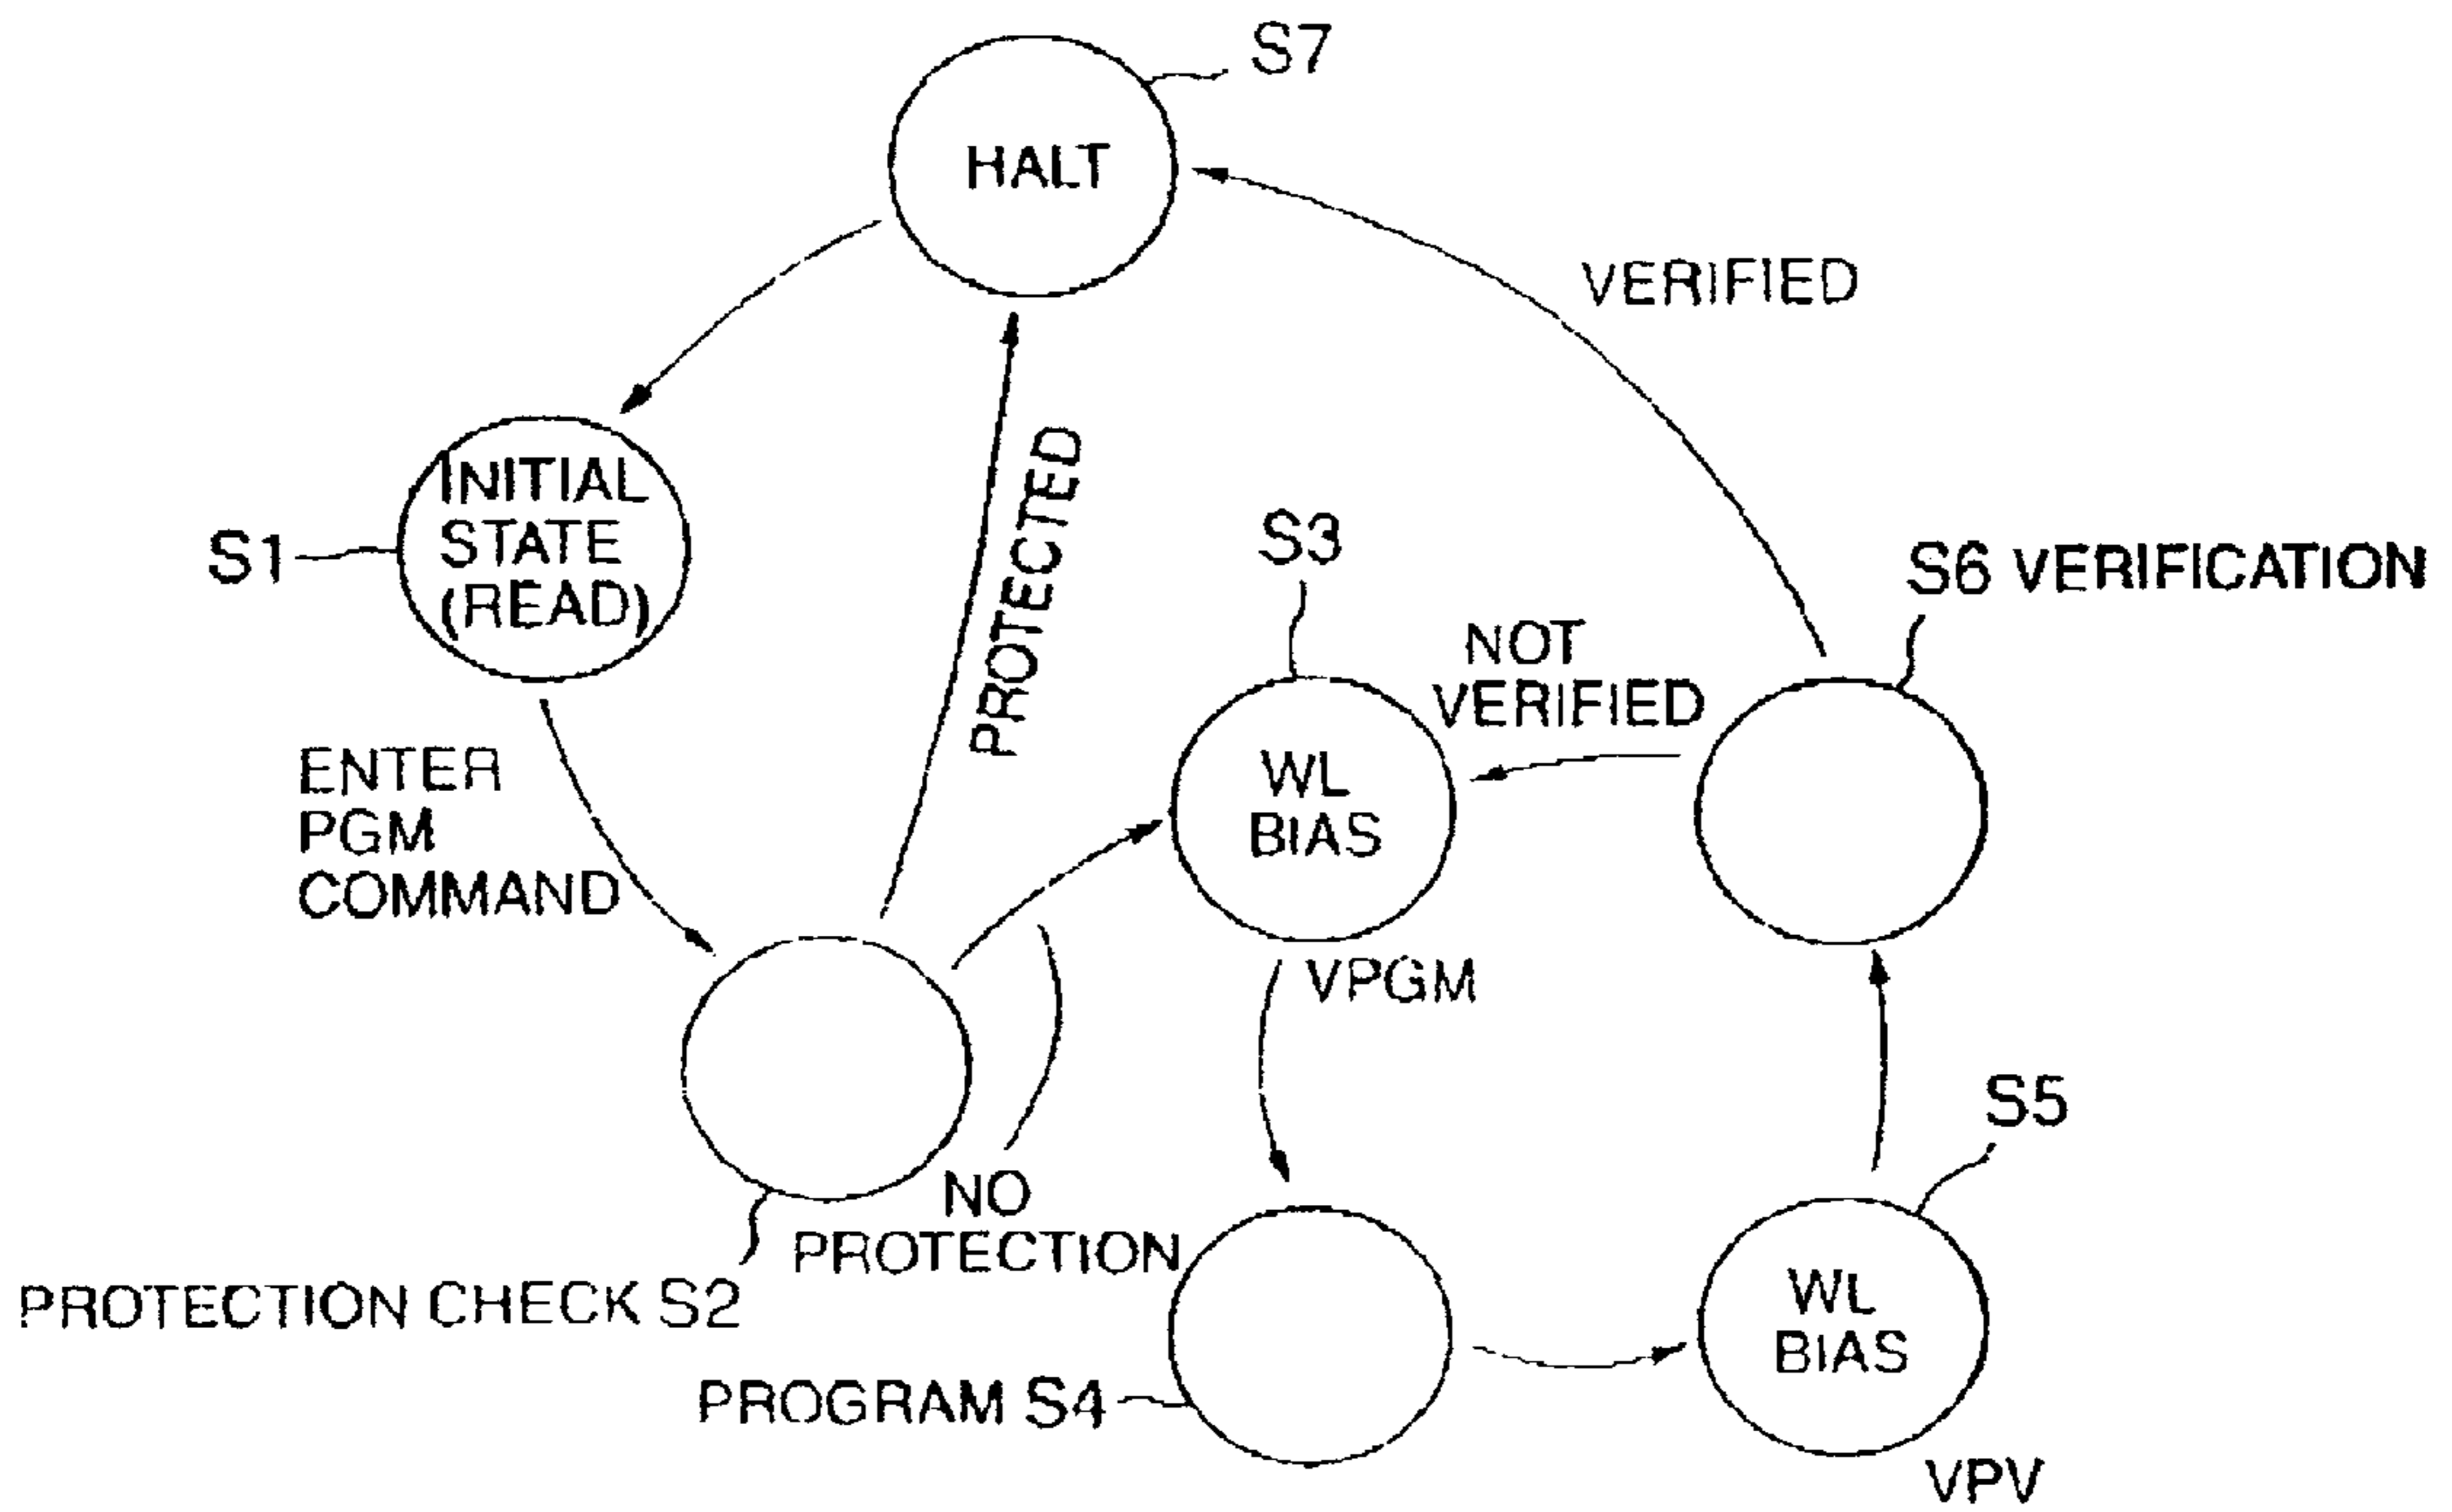 S7
HALT
VERIFIED
INITIAL
STATE
(READ)
S1
PROTECTED
S3
S6 VERIFICATION
NOT
VERIFIED
WL
BIAS
ENTER
PGM
COMMAND
VPGM
S5
NO
PROTECTION
PROTECTION CHECK S2
WL
BIAS
PROGRAM S4
VPV